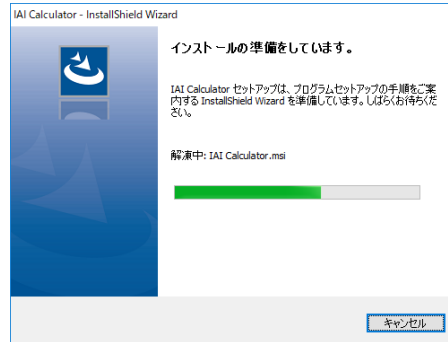 IAI Calculator - InstallShield Wizard
インストールの準備をしています。
IAI Calculator セットアップは、プログラムセットアップの手順をご案
内する InstallShield Wizard を準備しています。しばらくお待ちくだ
さい。
解凍中: IAI Calculator.msi
キャンセル